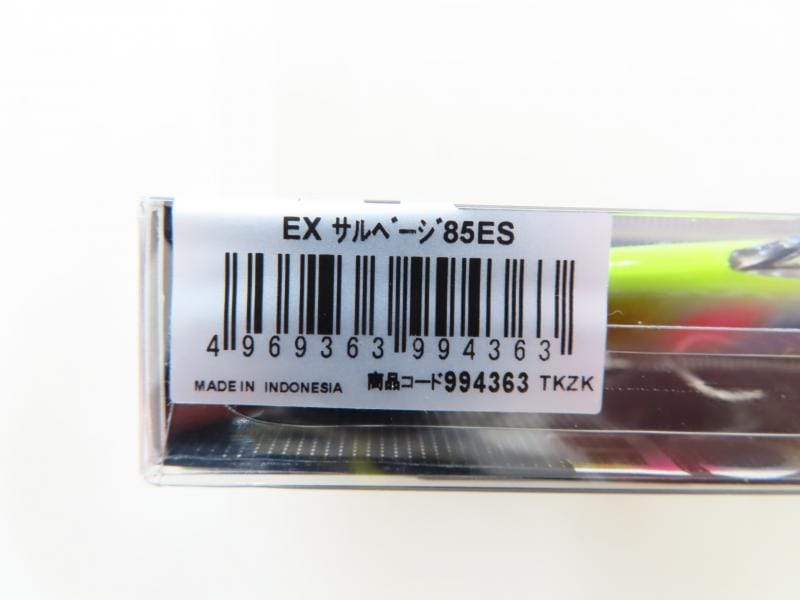 EX ｻﾙﾍﾞｰｼﾞ85ES
4 969363 994363
MADE IN INDONESIA 商品コード994363 TKZK